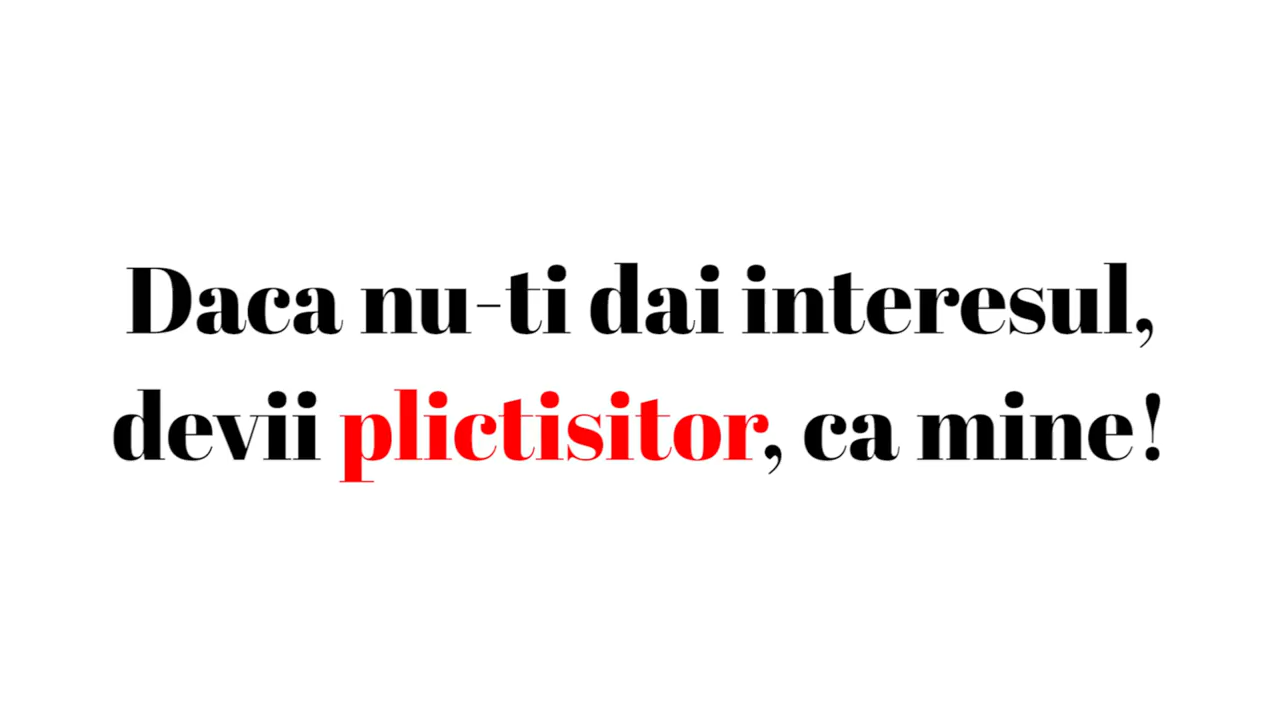 Daca nu-ti dai interesul,
devii plictisitor, ca mine!